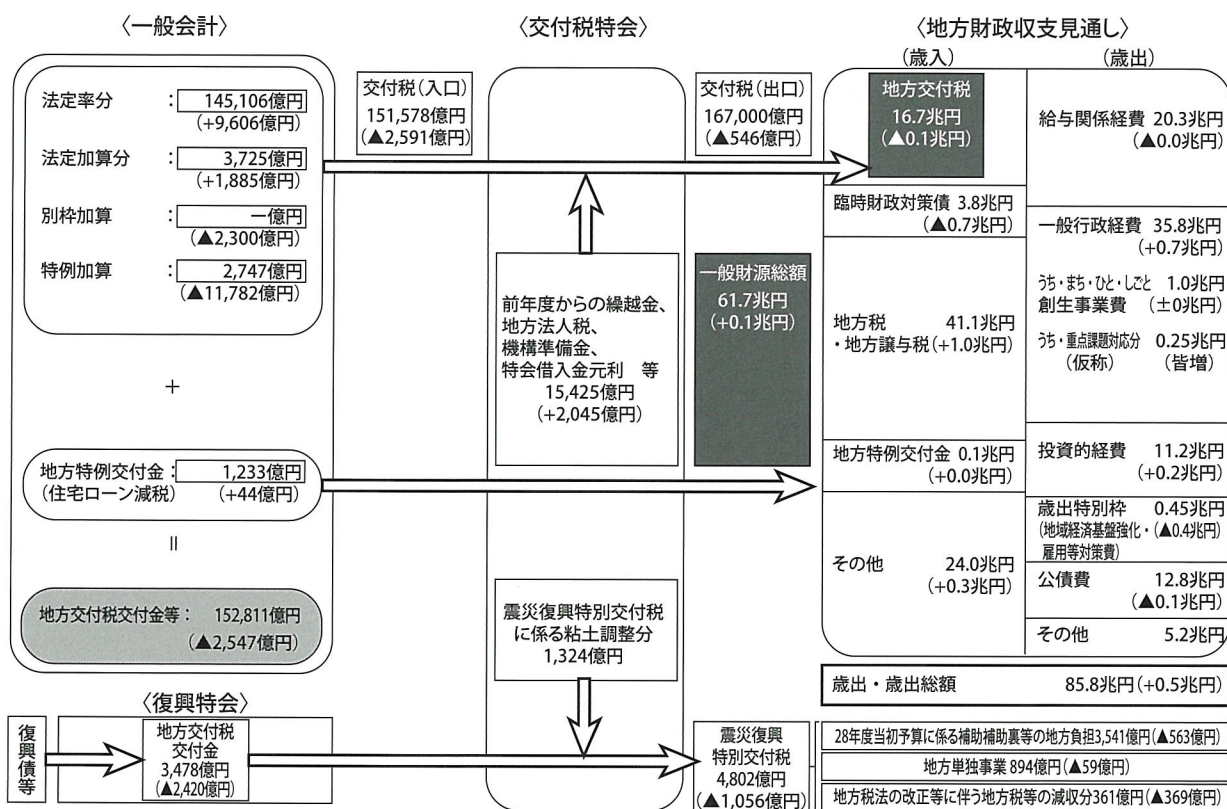 〈一般会計〉
法定率分 : 145,106億円
(+9,606億円)
法定加算分 : 3,725億円
(+1,885億円)
別枠加算 : ー億円
(▲2,300億円)
特例加算 : 2,747億円
(▲11,782億円)
+
地方特例交付金: 1,233億円
(住宅ローン減税) (+44億円)
=
地方交付税交付金等: 152,811億円
(▲2,547億円)
〈交付税特会〉
交付税(入口)
151,578億円
(▲2,591億円)
交付税(出口)
167,000億円
(▲546億円)
前年度からの繰越金、
地方法人税、
機構準備金、
特会借入金元利 等
15,425億円
(+2,045億円)
一般財源総額
61.7兆円
(+0.1兆円)
震災復興特別交付税
に係る粘土調整分
1,324億円
〈地方財政収支見通し〉
(歳入)
地方交付税
16.7兆円
(▲0.1兆円)
臨時財政対策債 3.8兆円
(▲0.7兆円)
地方税 41.1兆円
・地方譲与税(+1.0兆円)
地方特例交付金 0.1兆円
(+0.0兆円)
その他 24.0兆円
(+0.3兆円)
(歳出)
給与関係経費 20.3兆円
(▲0.0兆円)
一般行政経費 35.8兆円
(+0.7兆円)
うち・まち・ひと・しごと 1.0兆円
創生事業費 (±0兆円)
うち・重点課題対応分 0.25兆円
(仮称) (皆増)
投資的経費 11.2兆円
(+0.2兆円)
歳出特別枠 0.45兆円
(地域経済基盤強化・ (▲0.4兆円)
雇用等対策費)
公債費 12.8兆円
(▲0.1兆円)
その他 5.2兆円
歳出・歳出総額 85.8兆円(+0.5兆円)
〈復興特会〉
復興債等
地方交付税
交付金
3,478億円
(▲2,420億円)
震災復興
特別交付税
4,802億円
(▲1,056億円)
28年度当初予算に係る補助補助裏等の地方負担3,541億円(▲563億円)
地方単独事業 894億円(▲59億円)
地方税法の改正等に伴う地方税等の減収分361億円(▲369億円)